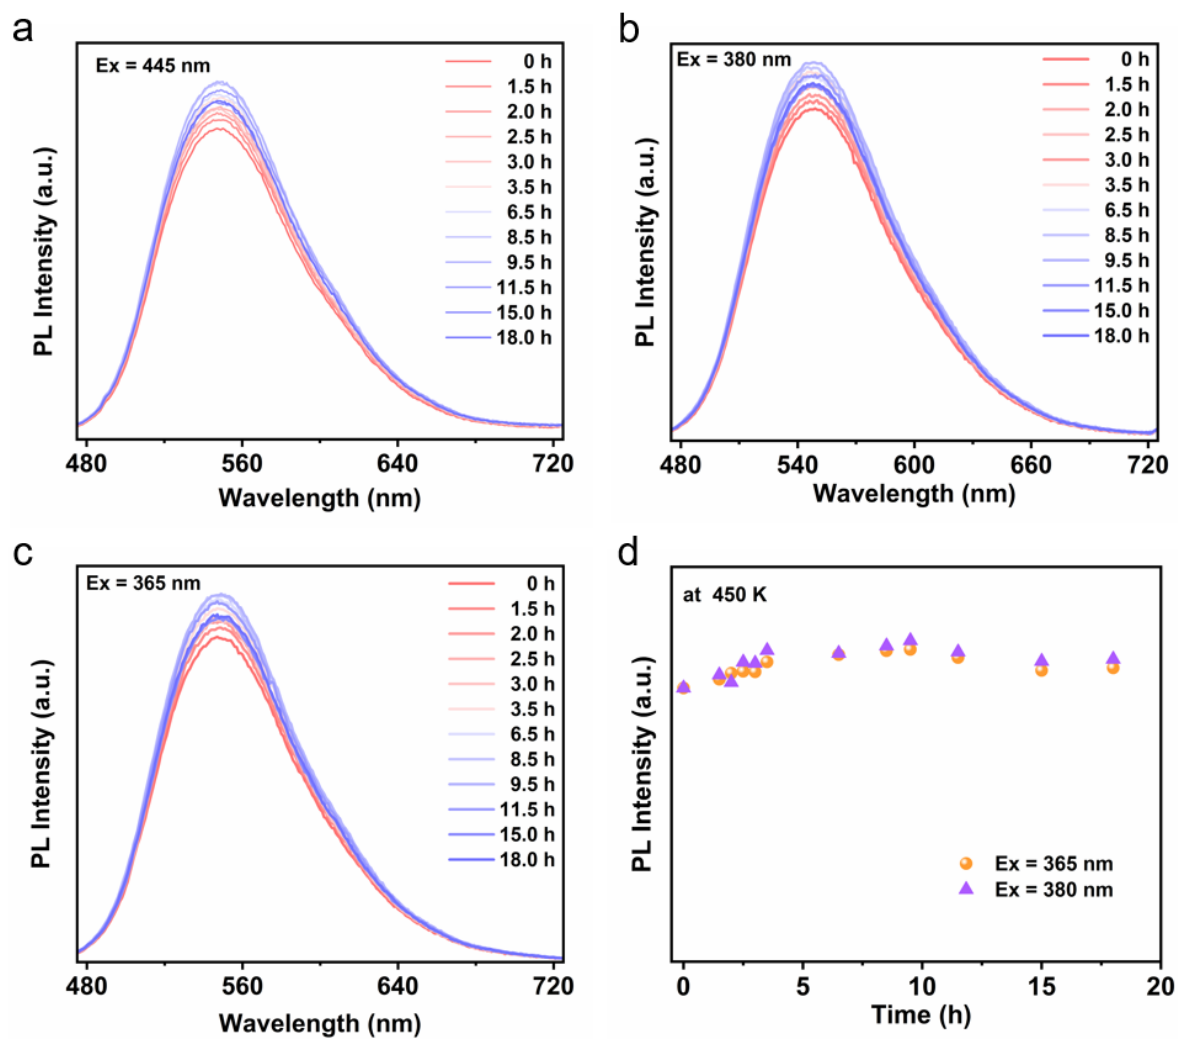 a
Ex = 445 nm
0 h
1.5 h
2.0 h
2.5 h
3.0 h
3.5 h
6.5 h
8.5 h
9.5 h
11.5 h
15.0 h
18.0 h
PL Intensity (a.u.)
480 560 640 720
Wavelength (nm)
b
Ex = 380 nm
0 h
1.5 h
2.0 h
2.5 h
3.0 h
3.5 h
6.5 h
8.5 h
9.5 h
11.5 h
15.0 h
18.0 h
PL Intensity (a.u.)
480 540 600 660 720
Wavelength (nm)
c
Ex = 365 nm
0 h
1.5 h
2.0 h
2.5 h
3.0 h
3.5 h
6.5 h
8.5 h
9.5 h
11.5 h
15.0 h
18.0 h
PL Intensity (a.u.)
480 560 640 720
Wavelength (nm)
d
at 450 K
PL Intensity (a.u.)
Ex = 365 nm
Ex = 380 nm
0 5 10 15 20
Time (h)